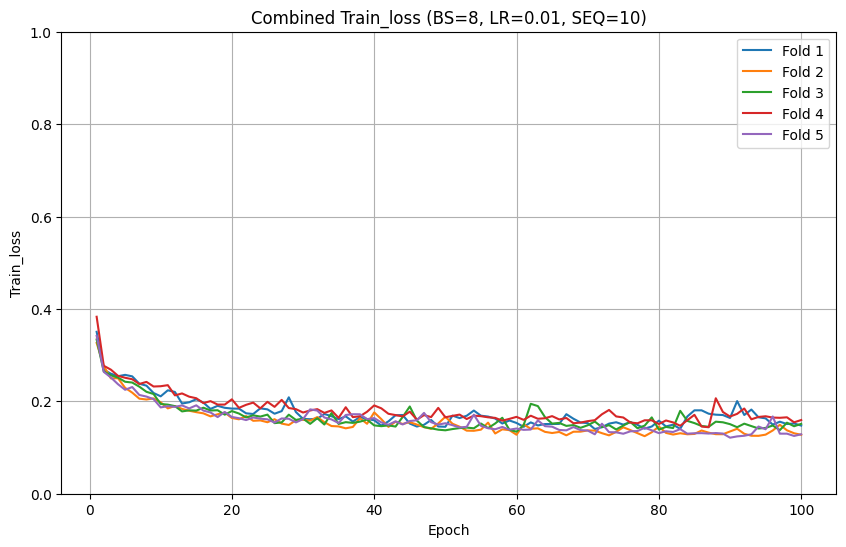 Combined Train_loss (BS=8, LR=0.01, SEQ=10)
Train_loss
1.0
0.8
0.6
0.4
0.2
0.0
Fold 1
Fold 2
Fold 3
Fold 4
Fold 5
0 20 40 60 80 100
Epoch